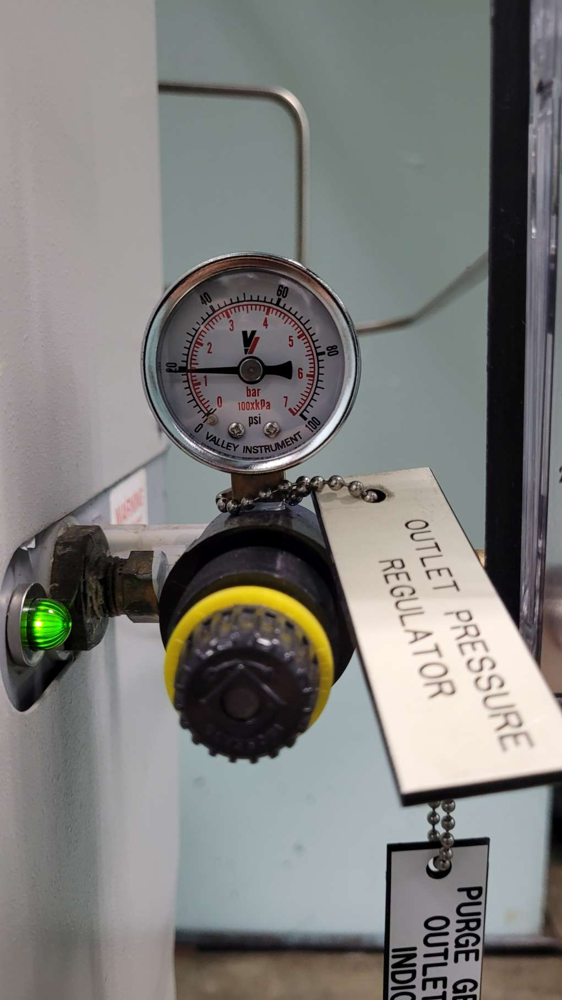 0
20
40
60
80
100
0
1
2
3
4
5
6
7
bar
100xkPa
psi
VALLEY INSTRUMENT
WARNING
OUTLET PRESSURE
REGULATOR
PURGE
OUTLET